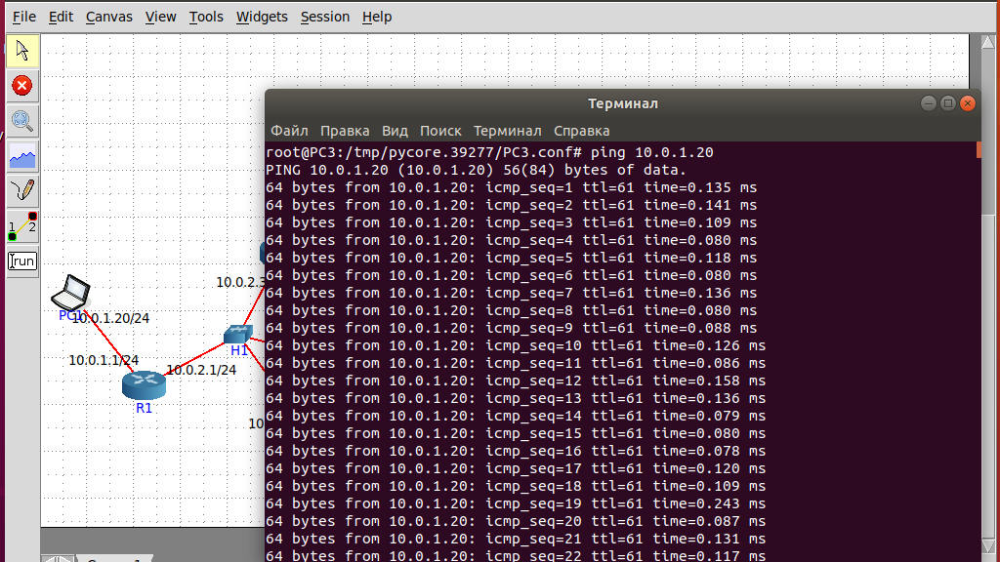 File Edit Canvas View Tools Widgets Session Help
Терминал
Файл Правка Вид Поиск Терминал Справка
root@PC3:/tmp/pycore.39277/PC3.conf# ping 10.0.1.20
PING 10.0.1.20 (10.0.1.20) 56(84) bytes of data.
64 bytes from 10.0.1.20: icmp_seq=1 ttl=61 time=0.135 ms
64 bytes from 10.0.1.20: icmp_seq=2 ttl=61 time=0.141 ms
64 bytes from 10.0.1.20: icmp_seq=3 ttl=61 time=0.109 ms
64 bytes from 10.0.1.20: icmp_seq=4 ttl=61 time=0.080 ms
64 bytes from 10.0.1.20: icmp_seq=5 ttl=61 time=0.118 ms
64 bytes from 10.0.1.20: icmp_seq=6 ttl=61 time=0.080 ms
64 bytes from 10.0.1.20: icmp_seq=7 ttl=61 time=0.136 ms
64 bytes from 10.0.1.20: icmp_seq=8 ttl=61 time=0.080 ms
64 bytes from 10.0.1.20: icmp_seq=9 ttl=61 time=0.088 ms
64 bytes from 10.0.1.20: icmp_seq=10 ttl=61 time=0.126 ms
64 bytes from 10.0.1.20: icmp_seq=11 ttl=61 time=0.086 ms
64 bytes from 10.0.1.20: icmp_seq=12 ttl=61 time=0.158 ms
64 bytes from 10.0.1.20: icmp_seq=13 ttl=61 time=0.136 ms
64 bytes from 10.0.1.20: icmp_seq=14 ttl=61 time=0.079 ms
64 bytes from 10.0.1.20: icmp_seq=15 ttl=61 time=0.080 ms
64 bytes from 10.0.1.20: icmp_seq=16 ttl=61 time=0.078 ms
64 bytes from 10.0.1.20: icmp_seq=17 ttl=61 time=0.120 ms
64 bytes from 10.0.1.20: icmp_seq=18 ttl=61 time=0.109 ms
64 bytes from 10.0.1.20: icmp_seq=19 ttl=61 time=0.243 ms
64 bytes from 10.0.1.20: icmp_seq=20 ttl=61 time=0.087 ms
64 bytes from 10.0.1.20: icmp_seq=21 ttl=61 time=0.131 ms
64 bytes from 10.0.1.20: icmp_seq=22 ttl=61 time=0.117 ms
1 2
run
10.0.2.3
PC1
10.0.1.20/24
H1
10.0.1.1/24
10.0.2.1/24
R1
10